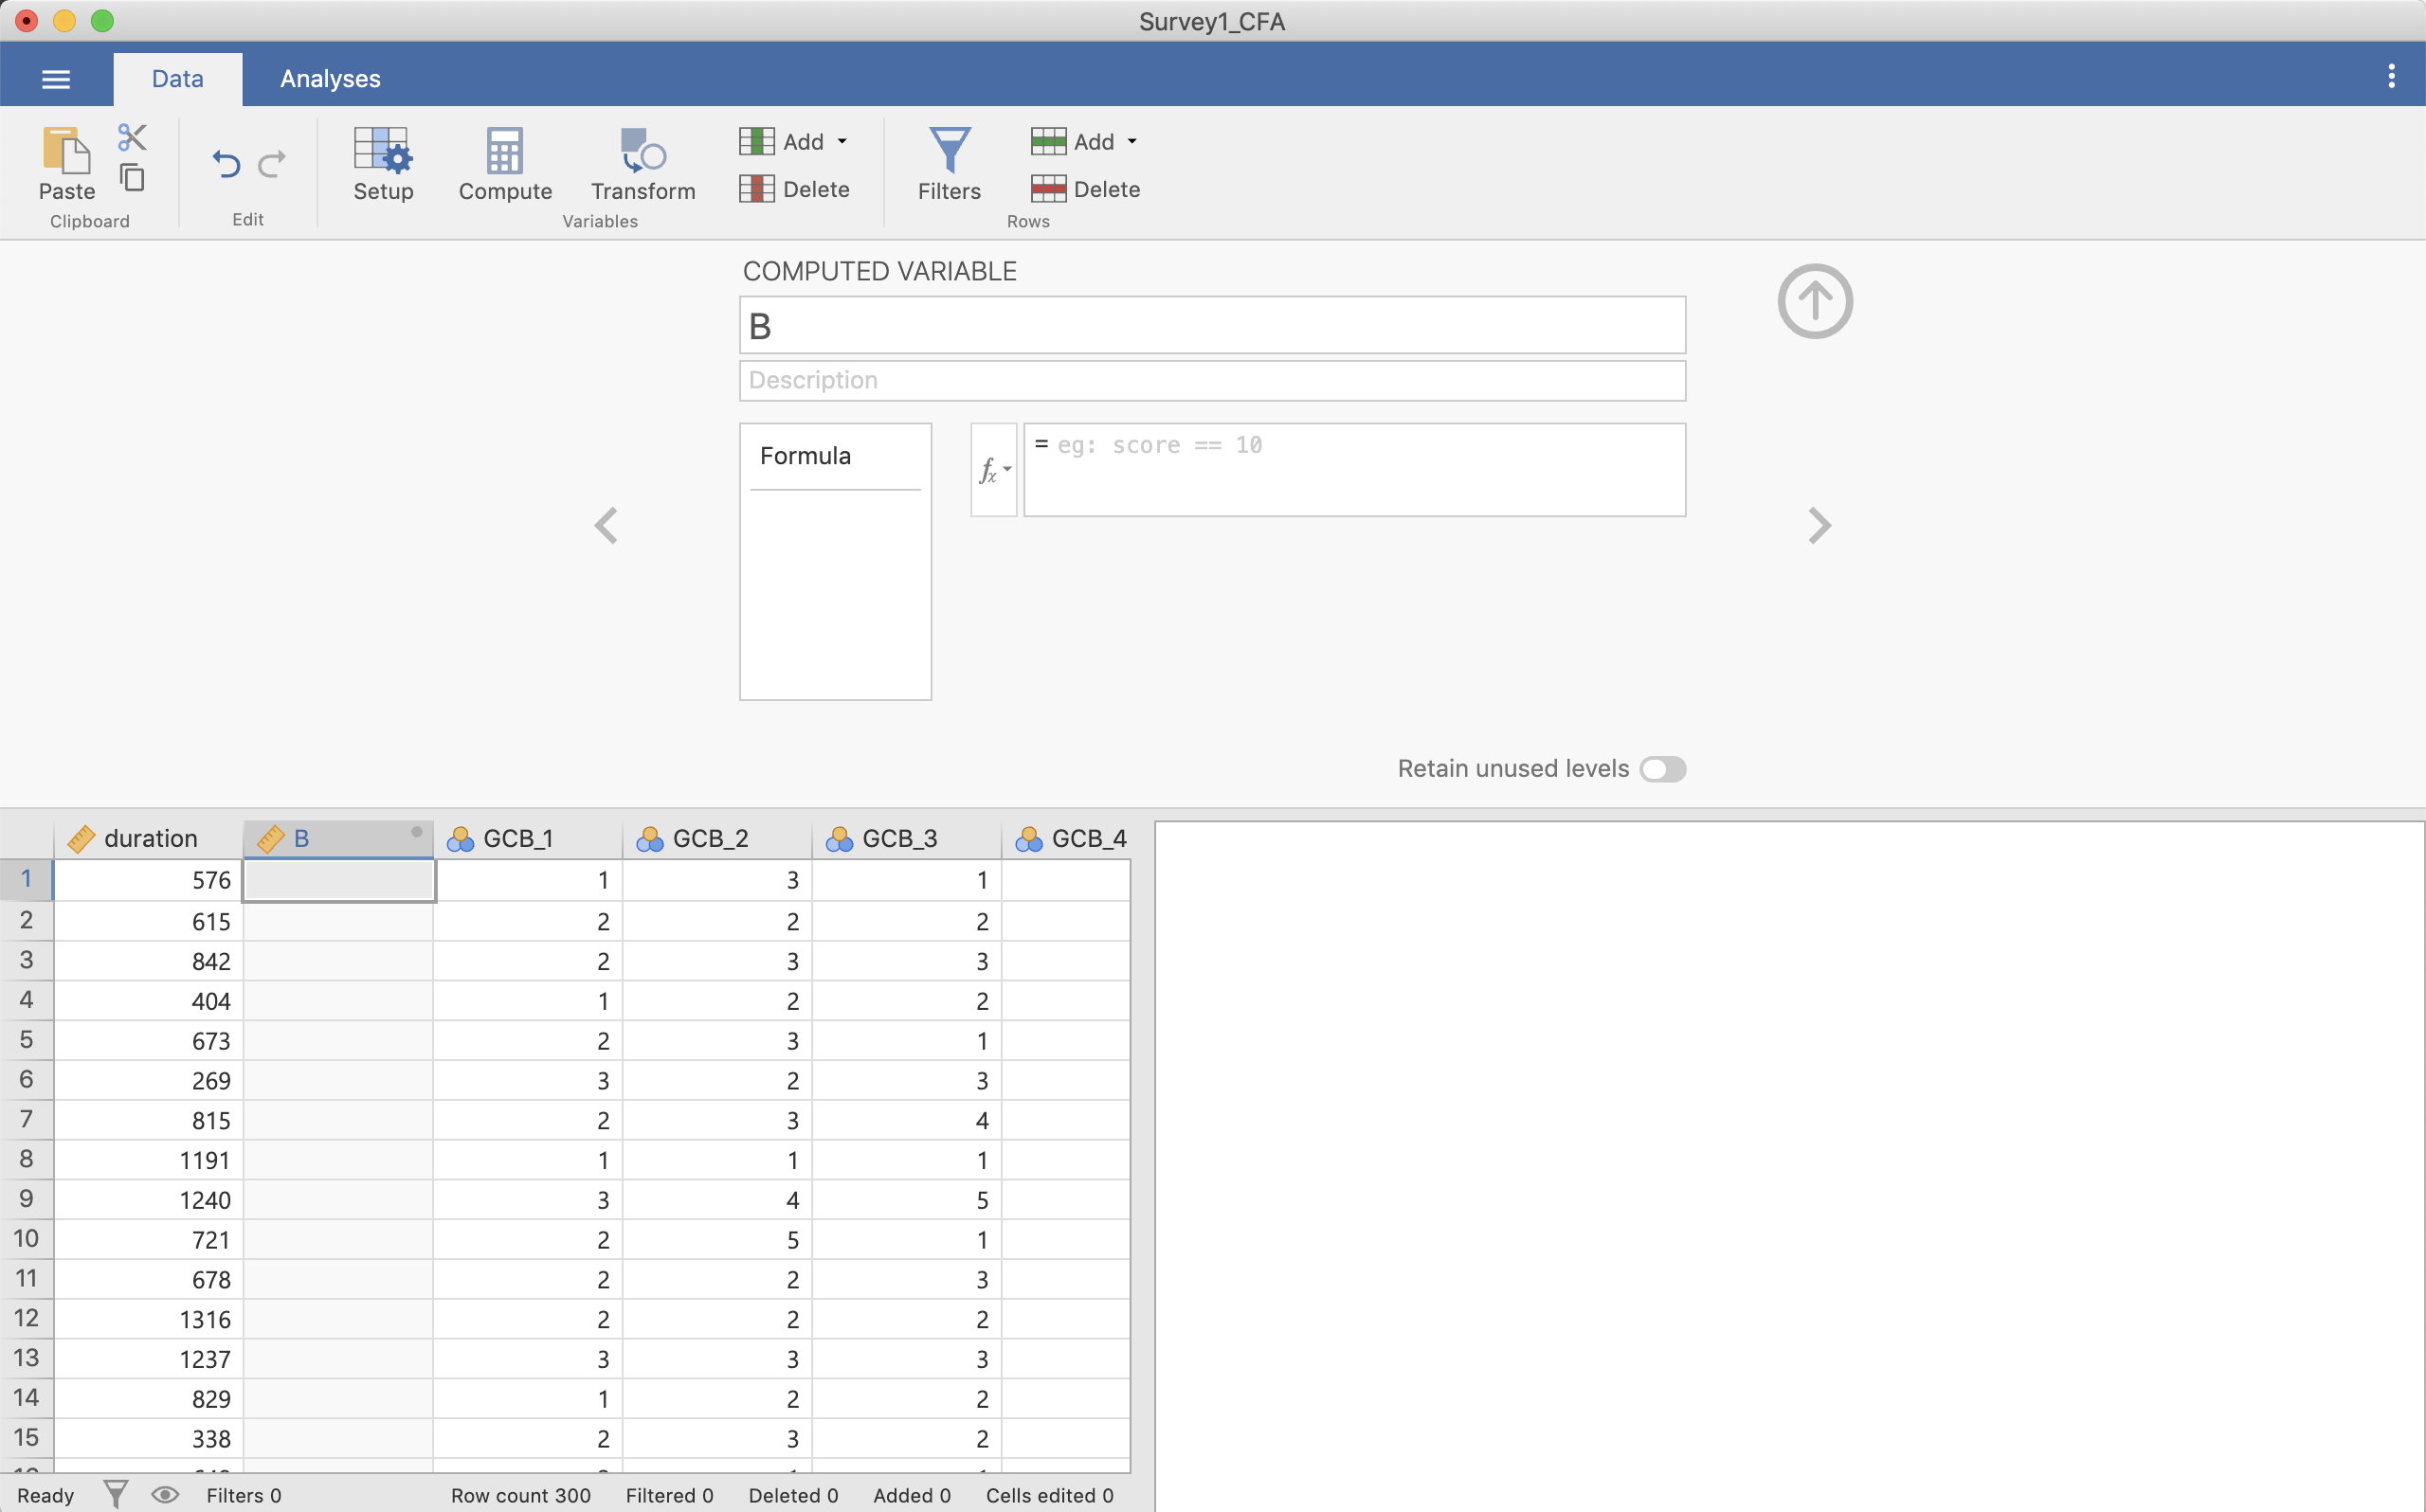 Survey1_CFA
Data Analyses
Paste Setup Compute Transform Add Delete Filters Add Delete
Clipboard Edit Variables Rows
COMPUTED VARIABLE
B
Description
Formula
fx = eg: score == 10
Retain unused levels
duration B GCB_1 GCB_2 GCB_3 GCB_4
1 576 1 3 1
2 615 2 2 2
3 842 2 3 3
4 404 1 2 2
5 673 2 3 1
6 269 3 2 3
7 815 2 3 4
8 1191 1 1 1
9 1240 3 4 5
10 721 2 5 1
11 678 2 2 3
12 1316 2 2 2
13 1237 3 3 3
14 829 1 2 2
15 338 2 3 2
Ready Filters 0 Row count 300 Filtered 0 Deleted 0 Added 0 Cells edited 0